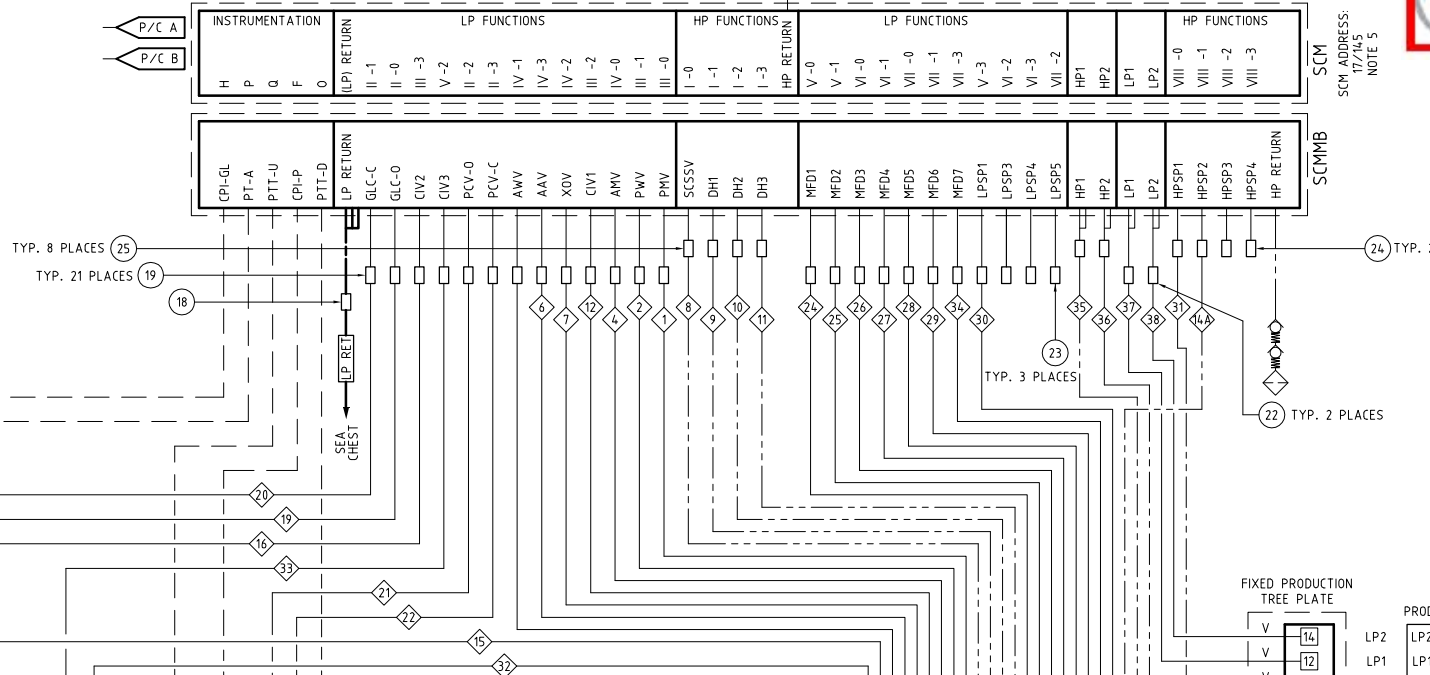 P/C A
P/C B
INSTRUMENTATION
LP FUNCTIONS
HP FUNCTIONS
LP FUNCTIONS
HP FUNCTIONS
H
P
Q
F
O
(LP) RETURN
II -1
II -0
III -3
V -2
II -2
II -3
IV -1
IV -3
IV -2
III -2
IV -0
III -1
III -0
I -0
I -1
I -2
I -3
HP RETURN
V -0
V -1
VI -0
VI -1
VII -0
VII -1
VII -3
V -3
VI -2
VI -3
VII -2
HP1
HP2
LP1
LP2
VIII -0
VIII -1
VIII -2
VIII -3
SCM
SCM ADDRESS:
17/145
NOTE 5
CPI-GL
PT-A
PTT-U
CPI-P
PTT-D
LP RETURN
GLC-C
GLC-O
CIV2
CIV3
PCV-O
PCV-C
AWV
AAV
XOV
CIV1
AMV
PWV
PMV
SCSSV
DH1
DH2
DH3
MFD1
MFD2
MFD3
MFD4
MFD5
MFD6
MFD7
LPSP1
LPSP3
LPSP4
LPSP5
HP1
HP2
LP1
LP2
HPSP1
HPSP2
HPSP3
HPSP4
HP RETURN
SCMMB
TYP. 8 PLACES 25
24 TYP.
TYP. 21 PLACES 19
18
6
7
12
4
2
1
8
9
10
11
24
25
26
27
28
29
34
30
35
36
37
38
31
14A
LP RET
23
TYP. 3 PLACES
22 TYP. 2 PLACES
SEA
CHEST
20
19
16
33
21
22
15
32
FIXED PRODUCTION
TREE PLATE
V
14
LP2
LP2
V
12
LP1
LP1
V